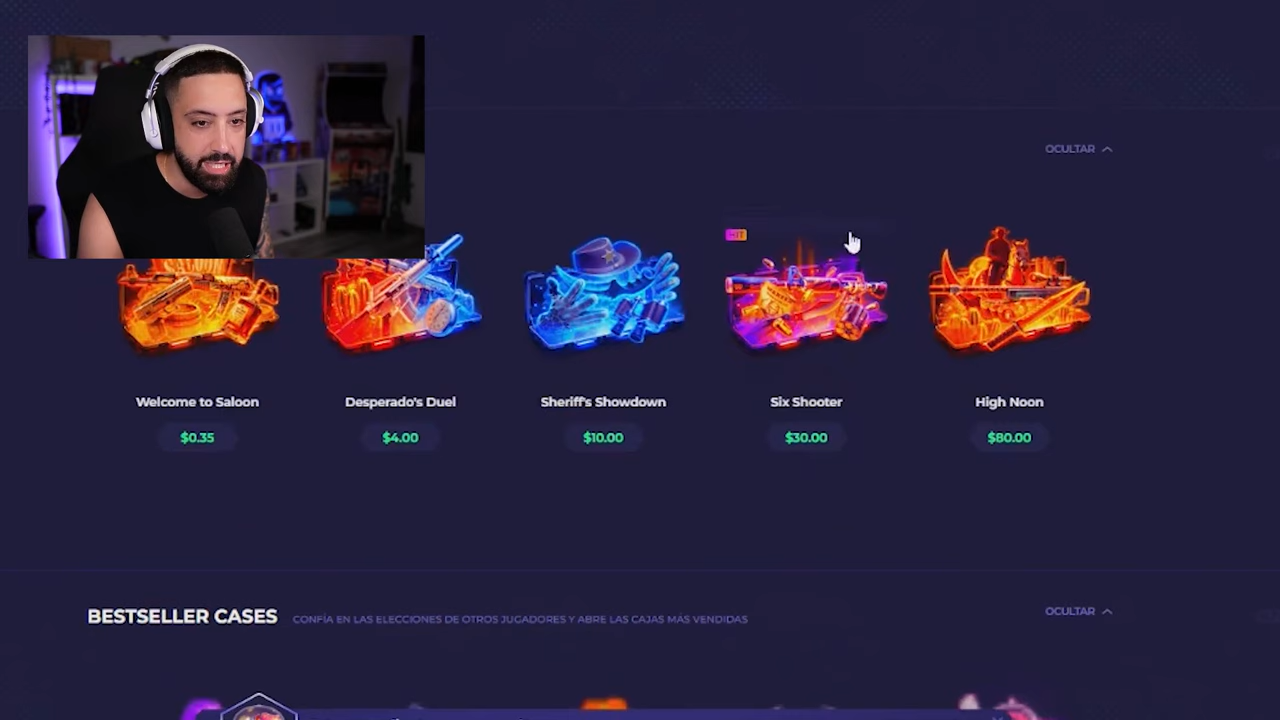 OCULTAR
HIT
Welcome to Saloon
Desperado's Duel
Sheriff's Showdown
Six Shooter
High Noon
$0.35
$4.00
$10.00
$30.00
$80.00
BESTSELLER CASES
CONFÍA EN LAS ELECCIONES DE OTROS JUGADORES Y ABRE LAS CAJAS MÁS VENDIDAS
OCULTAR